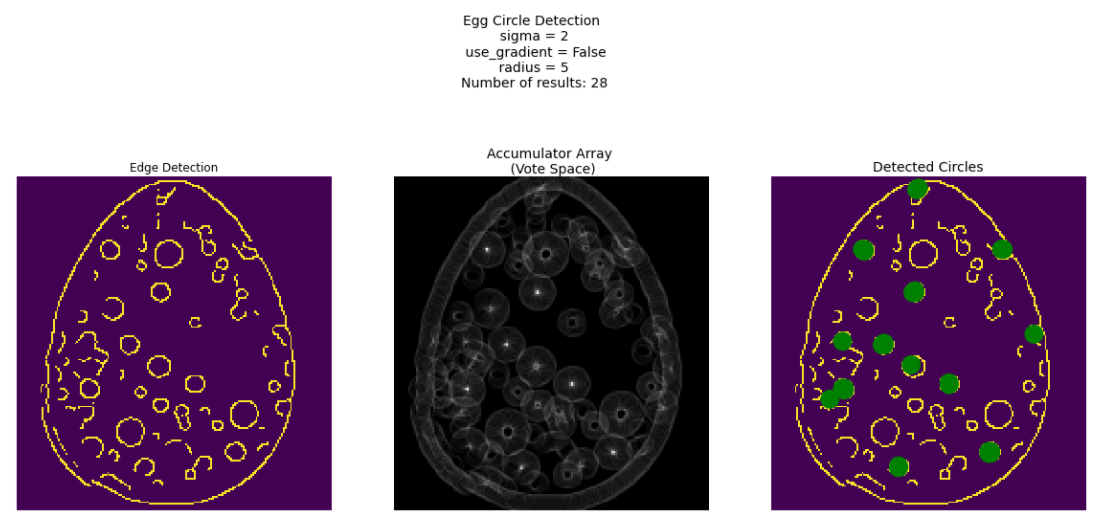 Egg Circle Detection
sigma = 2
use_gradient = False
radius = 5
Number of results: 28
Edge Detection
Accumulator Array
(Vote Space)
Detected Circles